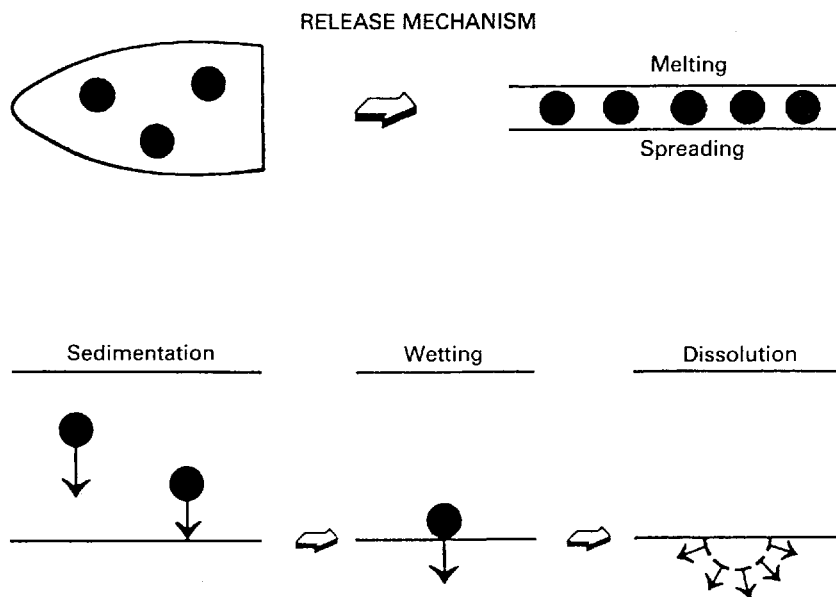 RELEASE MECHANISM
Melting
Spreading
Sedimentation
Wetting
Dissolution